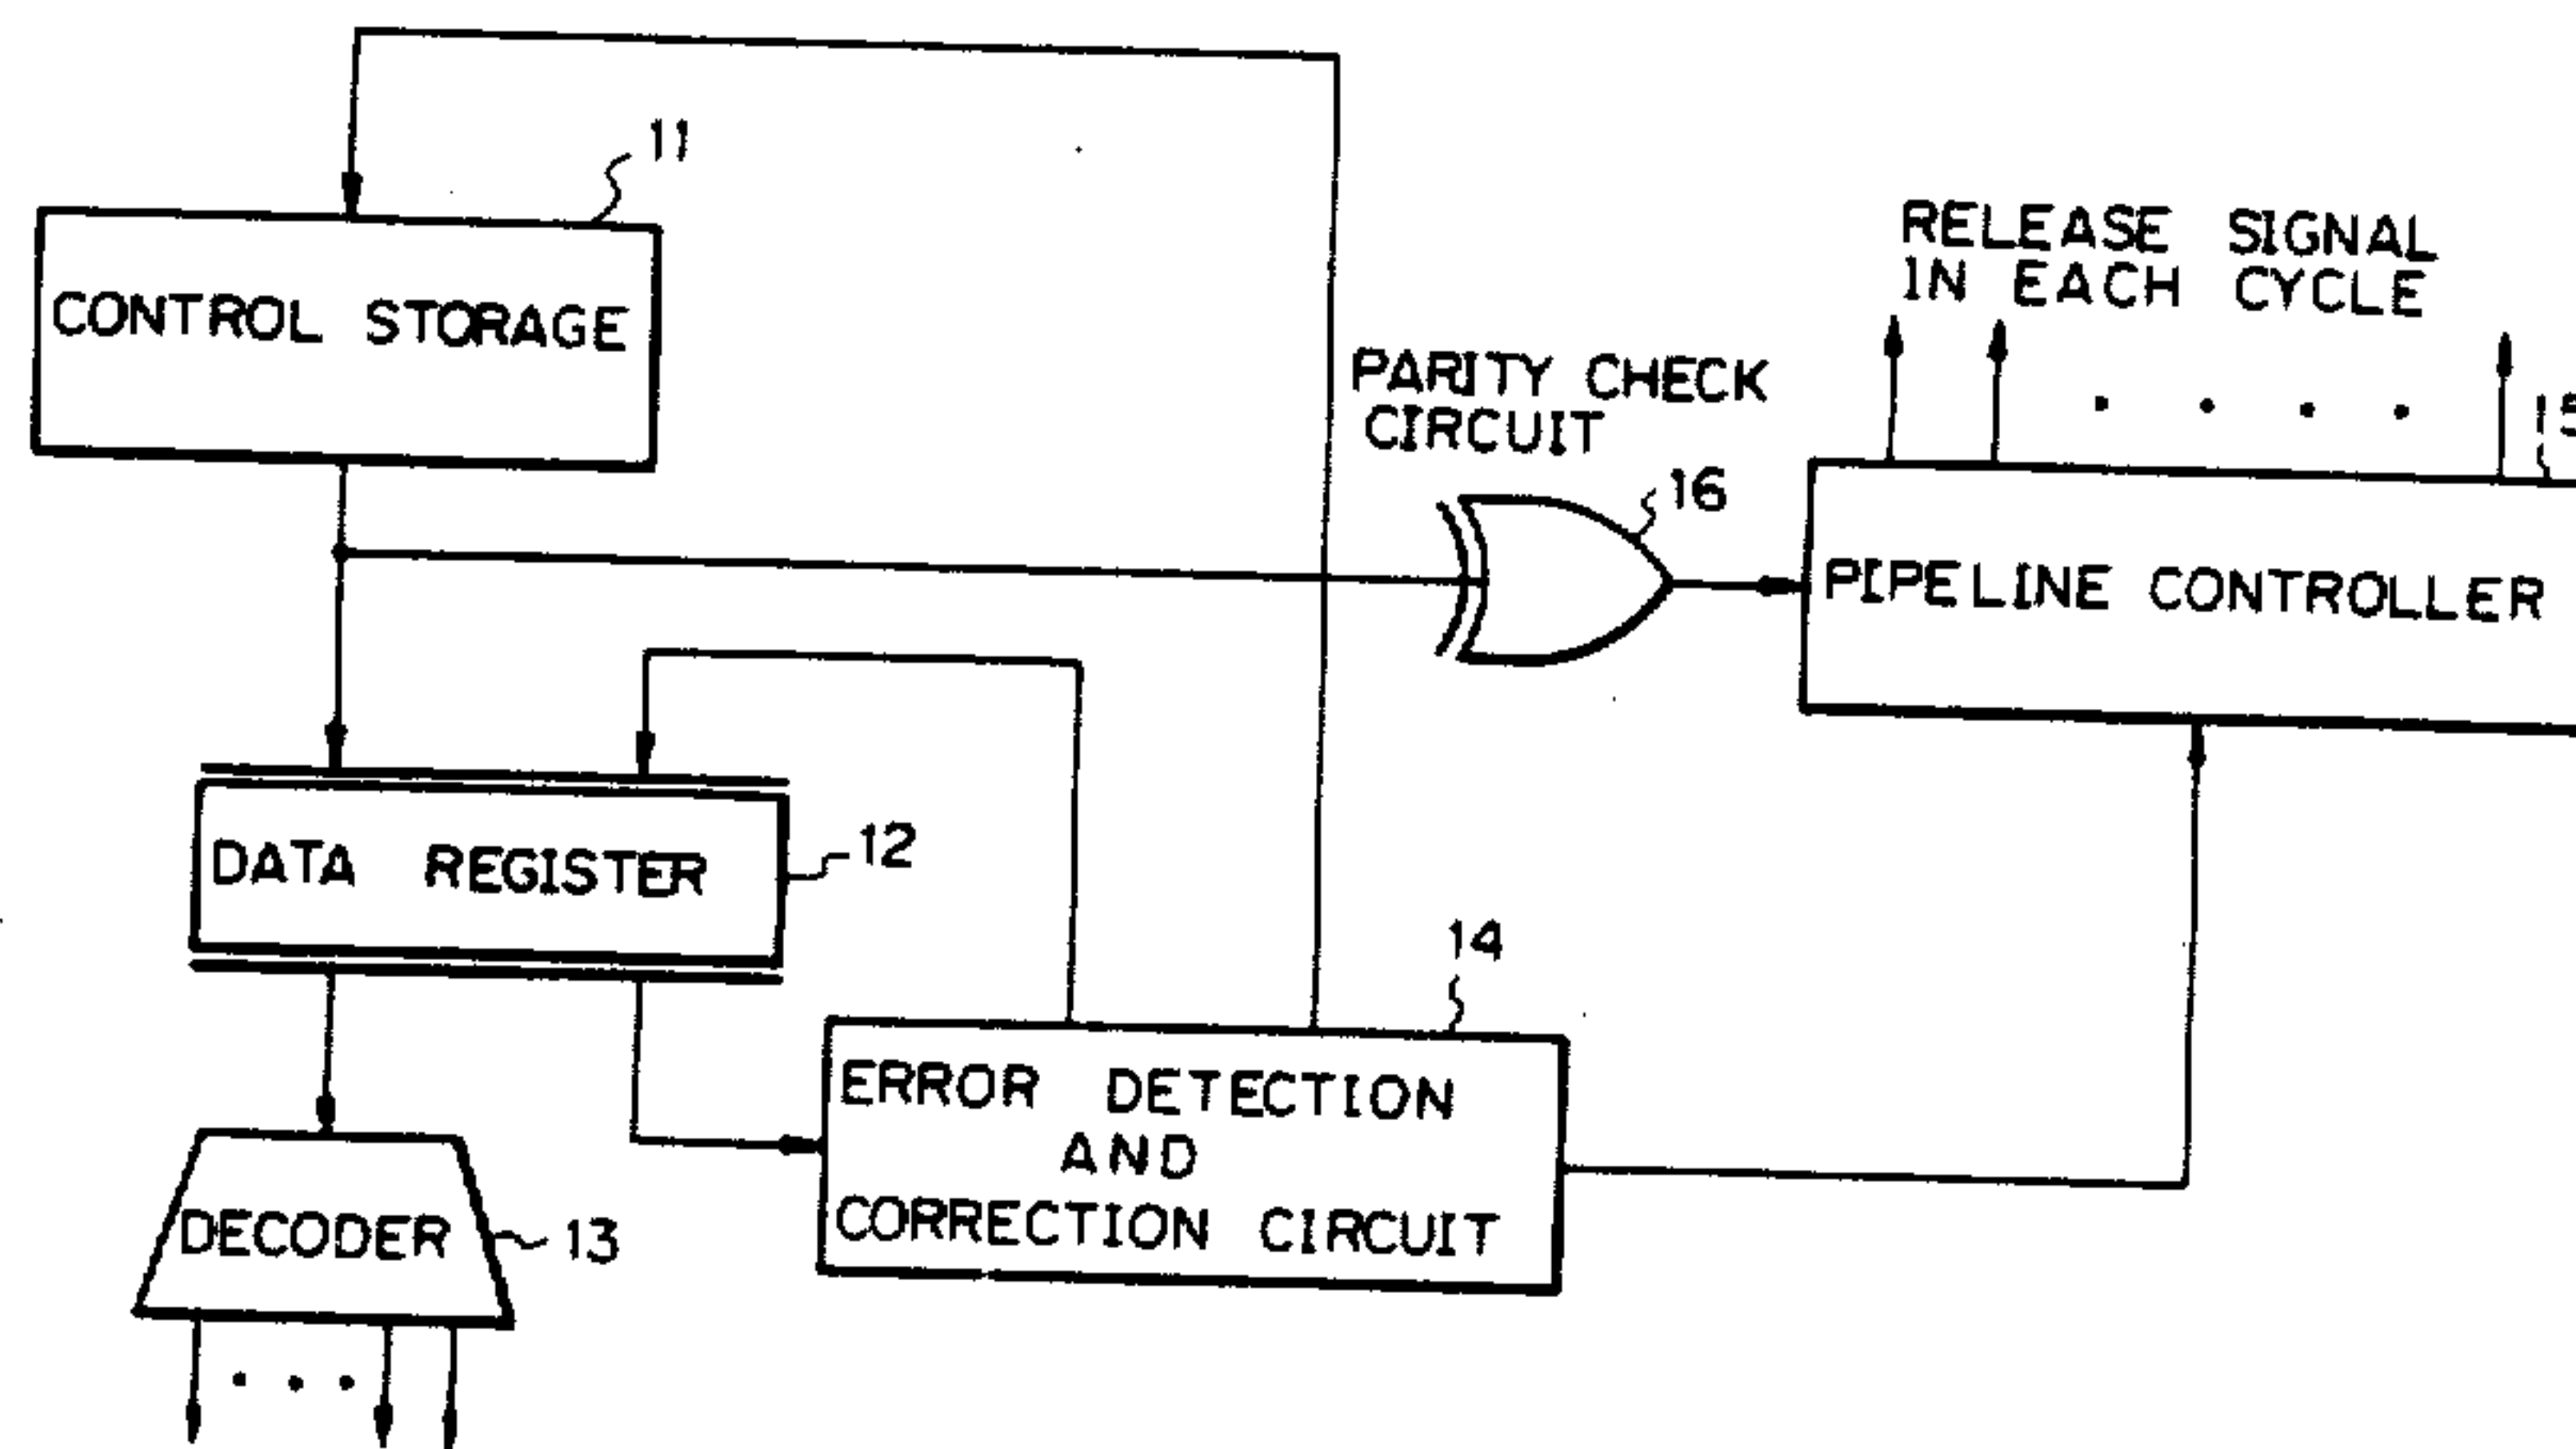 11
CONTROL STORAGE
RELEASE SIGNAL
IN EACH CYCLE
PARITY CHECK
CIRCUIT
15
16
PIPELINE CONTROLLER
DATA REGISTER
12
14
ERROR DETECTION
AND
CORRECTION CIRCUIT
DECODER
13